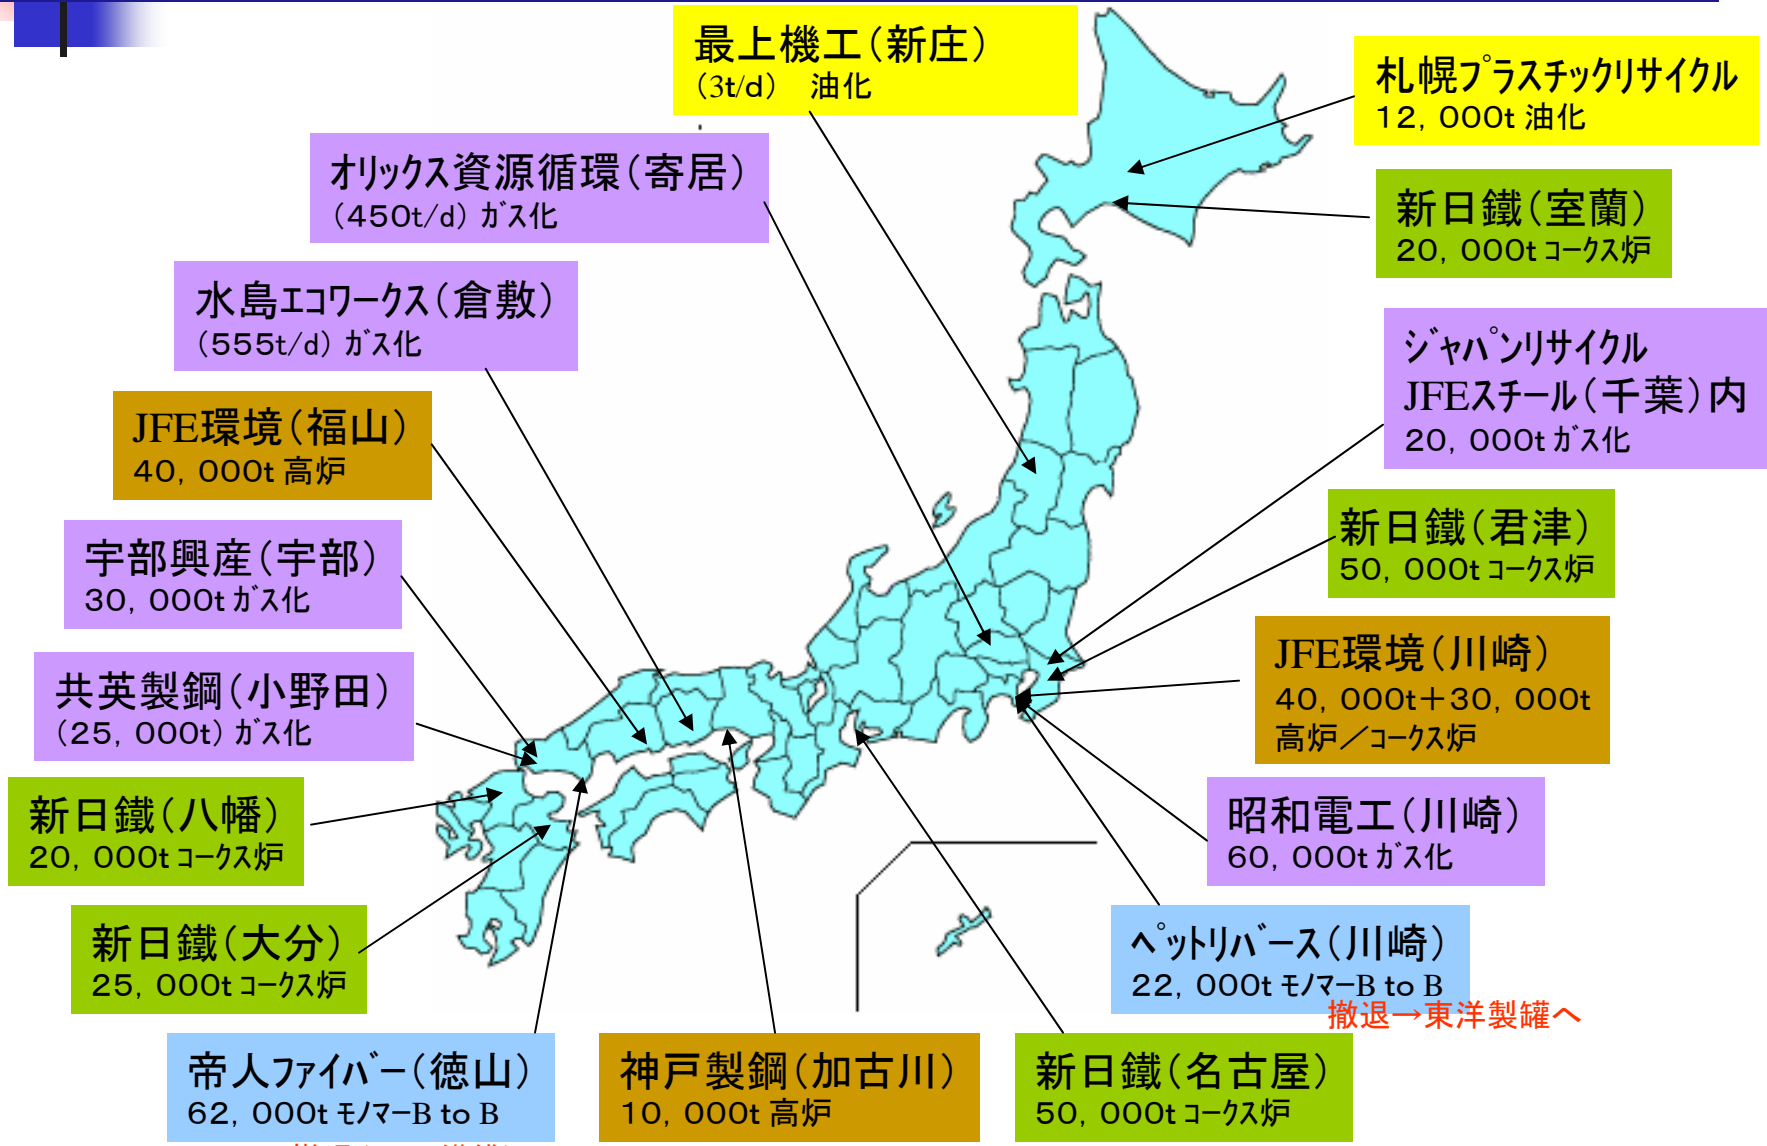 最上機工(新庄)
(3t/d)　油化
札幌プラスチックリサイクル
12，000t 油化
オリックス資源循環(寄居)
(450t/d) ガス化
新日鐵(室蘭)
20，000t コークス炉
水島エコワークス(倉敷)
(555t/d) ガス化
ジャパンリサイクル
JFEスチール(千葉)内
20，000t ガス化
JFE環境(福山)
40，000t 高炉
新日鐵(君津)
50，000t コークス炉
宇部興産(宇部)
30，000t ガス化
JFE環境(川崎)
40，000t＋30，000t
高炉／コークス炉
共英製鋼(小野田)
(25，000t) ガス化
新日鐵(八幡)
20，000t コークス炉
昭和電工(川崎)
60，000t ガス化
新日鐵(大分)
25，000t コークス炉
ペットリバース(川崎)
22，000t モノマーB to B
撤退→東洋製罐へ
帝人ファイバー(徳山)
62，000t モノマーB to B
神戸製鋼(加古川)
10，000t 高炉
新日鐵(名古屋)
50，000t コークス炉